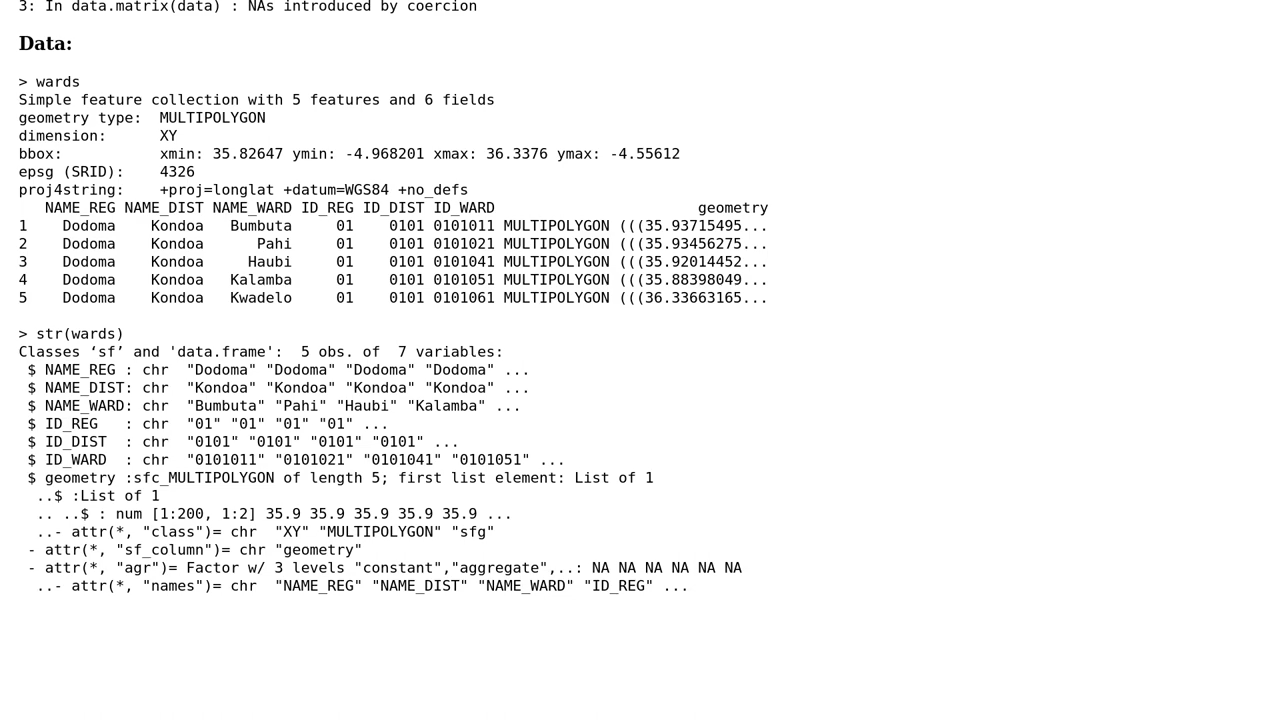 3: In data.matrix(data) : NAs introduced by coercion
Data:
> wards
Simple feature collection with 5 features and 6 fields
geometry type:  MULTIPOLYGON
dimension:      XY
bbox:           xmin: 35.82647 ymin: -4.968201 xmax: 36.3376 ymax: -4.55612
epsg (SRID):    4326
proj4string:    +proj=longlat +datum=WGS84 +no_defs
   NAME_REG NAME_DIST NAME_WARD ID_REG ID_DIST ID_WARD                       geometry
1    Dodoma    Kondoa   Bumbuta     01    0101 0101011 MULTIPOLYGON (((35.93715495...
2    Dodoma    Kondoa      Pahi     01    0101 0101021 MULTIPOLYGON (((35.93456275...
3    Dodoma    Kondoa     Haubi     01    0101 0101041 MULTIPOLYGON (((35.92014452...
4    Dodoma    Kondoa   Kalamba     01    0101 0101051 MULTIPOLYGON (((35.88398049...
5    Dodoma    Kondoa   Kwadelo     01    0101 0101061 MULTIPOLYGON (((36.33663165...
> str(wards)
Classes ‘sf’ and 'data.frame':  5 obs. of  7 variables:
 $ NAME_REG : chr  "Dodoma" "Dodoma" "Dodoma" "Dodoma" ...
 $ NAME_DIST: chr  "Kondoa" "Kondoa" "Kondoa" "Kondoa" ...
 $ NAME_WARD: chr  "Bumbuta" "Pahi" "Haubi" "Kalamba" ...
 $ ID_REG   : chr  "01" "01" "01" "01" ...
 $ ID_DIST  : chr  "0101" "0101" "0101" "0101" ...
 $ ID_WARD  : chr  "0101011" "0101021" "0101041" "0101051" ...
 $ geometry :sfc_MULTIPOLYGON of length 5; first list element: List of 1
  ..$ :List of 1
  .. ..$ : num [1:200, 1:2] 35.9 35.9 35.9 35.9 35.9 ...
  ..- attr(*, "class")= chr  "XY" "MULTIPOLYGON" "sfg"
 - attr(*, "sf_column")= chr "geometry"
 - attr(*, "agr")= Factor w/ 3 levels "constant","aggregate",..: NA NA NA NA NA NA
  ..- attr(*, "names")= chr  "NAME_REG" "NAME_DIST" "NAME_WARD" "ID_REG" ...